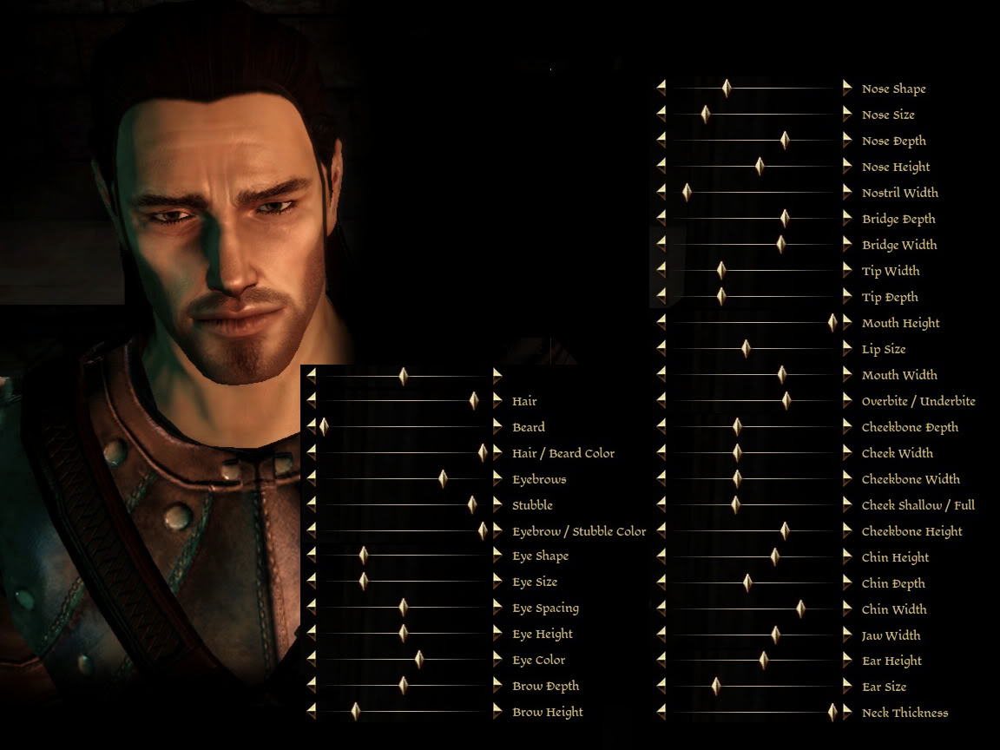 Hair
Beard
Hair / Beard Color
Eyebrows
Stubble
Eyebrow / Stubble Color
Eye Shape
Eye Size
Eye Spacing
Eye Height
Eye Color
Brow Depth
Brow Height
Nose Shape
Nose Size
Nose Depth
Nose Height
Nostril Width
Bridge Depth
Bridge Width
Tip Width
Tip Depth
Mouth Height
Lip Size
Mouth Width
Overbite / Underbite
Cheekbone Depth
Cheek Width
Cheekbone Width
Cheek Shallow / Full
Cheekbone Height
Chin Height
Chin Depth
Chin Width
Jaw Width
Ear Height
Ear Size
Neck Thickness